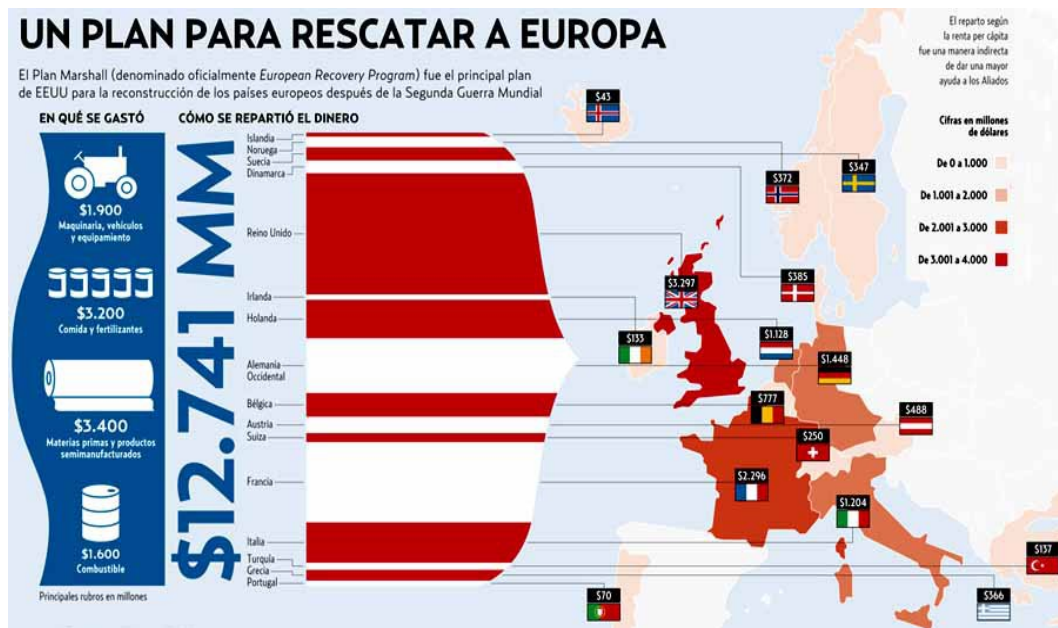 UN PLAN PARA RESCATAR A EUROPA
El Plan Marshall (denominado oficialmente European Recovery Program) fue el principal plan
de EEUU para la reconstrucción de los países europeos después de la Segunda Guerra Mundial
EN QUÉ SE GASTÓ
$1.900
Maquinaria, vehículos
y equipamiento
$3.200
Comida y fertilizantes
$3.400
Materias primas y productos
semimanufacturados
$1.600
Combustible
Principales rubros en millones
CÓMO SE REPARTIÓ EL DINERO
$12.741 MM
Islandia
Noruega
Suecia
Dinamarca
Reino Unido
Irlanda
Holanda
Alemania
Occidental
Bélgica
Austria
Suiza
Francia
Italia
Turquía
Grecia
Portugal
$43
$372
$347
$385
$3.297
$133
$1.128
$1.448
$777
$488
$250
$2.296
$1.204
$137
$70
$366
El reparto según
la renta per cápita
fue una manera indirecta
de dar una mayor
ayuda a los Aliados
Cifras en millones
de dólares
De 0 a 1.000
De 1.001 a 2.000
De 2.001 a 3.000
De 3.001 a 4.000